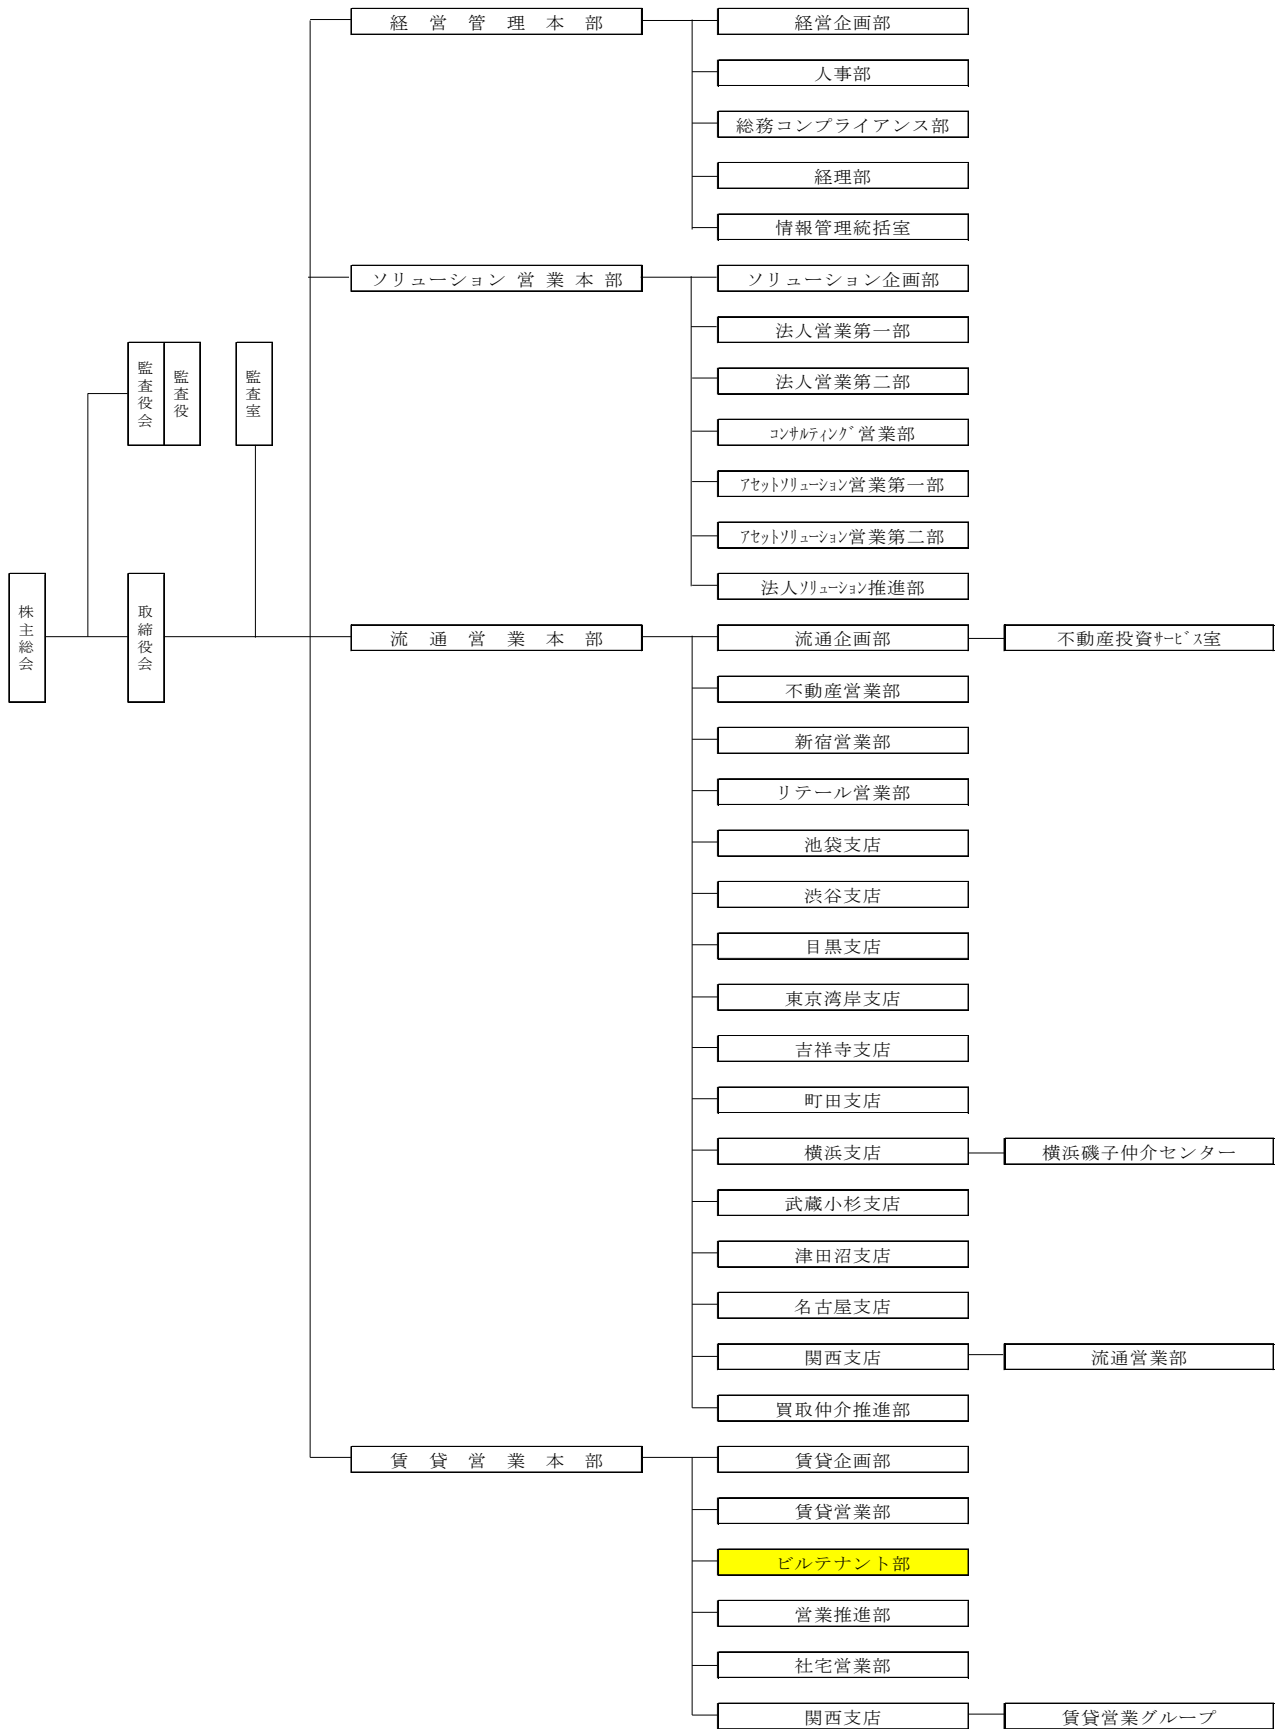 経営管理本部
経営企画部
人事部
総務コンプライアンス部
経理部
情報管理統括室
ソリューション営業本部
ソリューション企画部
法人営業第一部
法人営業第二部
ｺﾝｻﾙﾃｨﾝｸﾞ営業部
ｱｾｯﾄｿﾘｭｰｼｮﾝ営業第一部
ｱｾｯﾄｿﾘｭｰｼｮﾝ営業第二部
法人ｿﾘｭｰｼｮﾝ推進部
監査役会
監査役
監査室
株主総会
取締役会
流通営業本部
流通企画部
不動産投資ｻｰﾋﾞｽ室
不動産営業部
新宿営業部
リテール営業部
池袋支店
渋谷支店
目黒支店
東京湾岸支店
吉祥寺支店
町田支店
横浜支店
横浜磯子仲介センター
武蔵小杉支店
津田沼支店
名古屋支店
関西支店
流通営業部
買取仲介推進部
賃貸営業本部
賃貸企画部
賃貸営業部
ビルテナント部
営業推進部
社宅営業部
関西支店
賃貸営業グループ